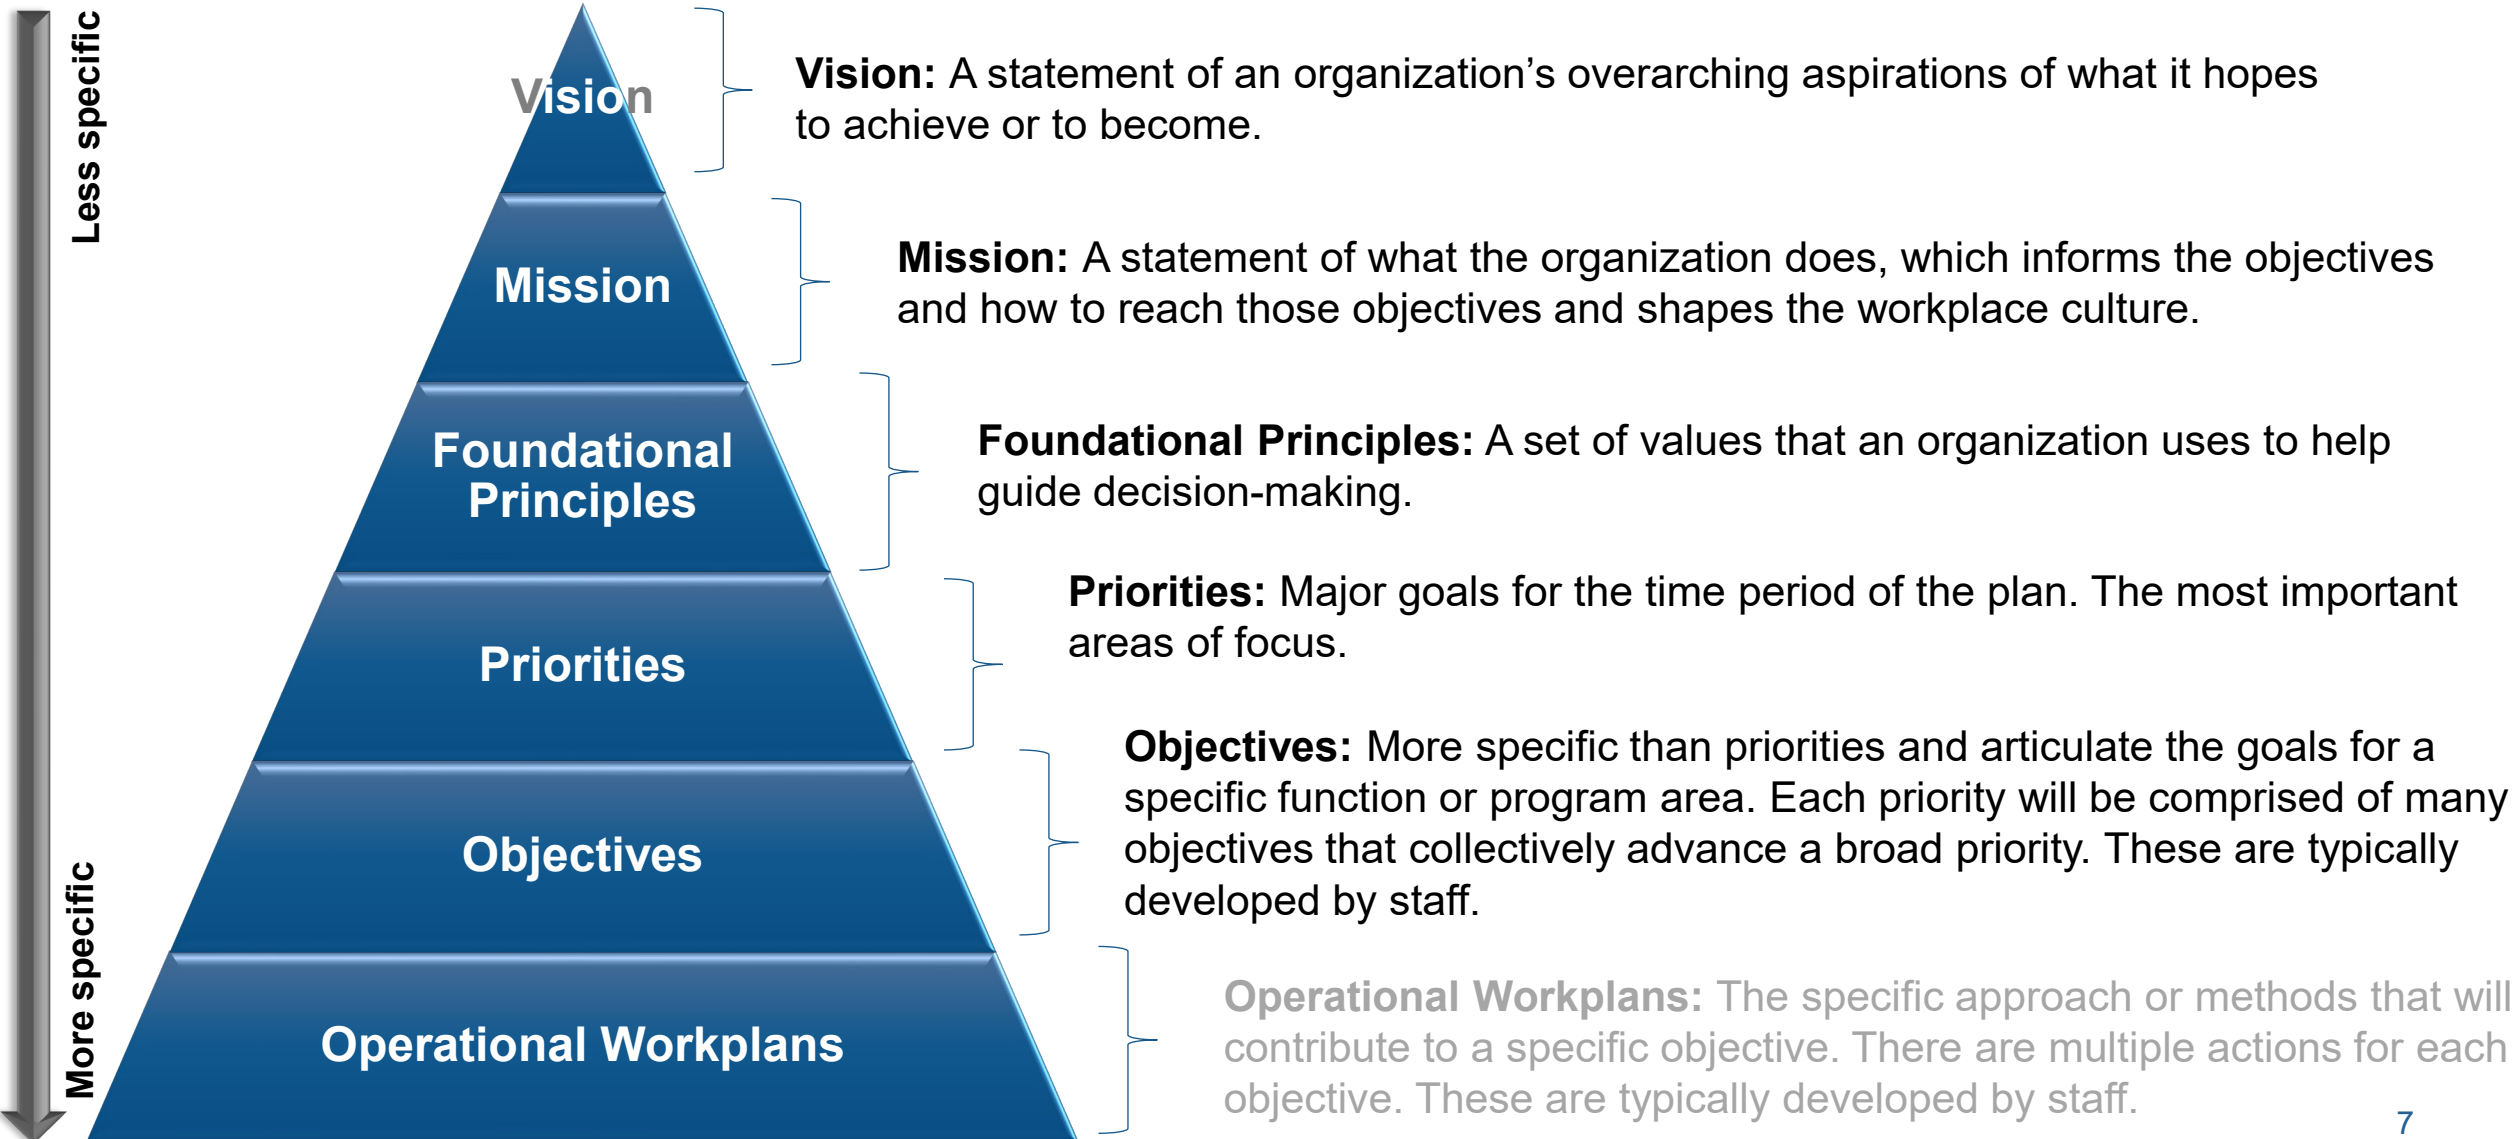 Less specific
More specific
Vision
Vision: A statement of an organization’s overarching aspirations of what it hopes
to achieve or to become.
Mission
Mission: A statement of what the organization does, which informs the objectives
and how to reach those objectives and shapes the workplace culture.
Foundational
Principles
Foundational Principles: A set of values that an organization uses to help
guide decision-making.
Priorities
Priorities: Major goals for the time period of the plan. The most important
areas of focus.
Objectives
Objectives: More specific than priorities and articulate the goals for a
specific function or program area. Each priority will be comprised of many
objectives that collectively advance a broad priority. These are typically
developed by staff.
Operational Workplans
Operational Workplans: The specific approach or methods that will
contribute to a specific objective. There are multiple actions for each
objective. These are typically developed by staff.
7